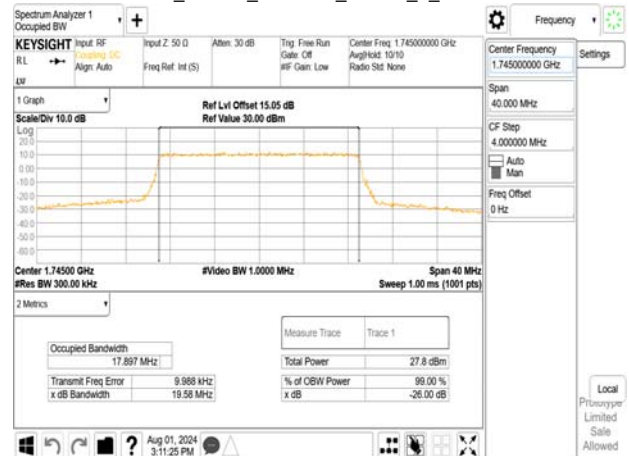 Spectrum Analyzer 1
Occupied BW
Frequency
KEYSIGHT
Input: RF
Input Z: 50 Ω
Atten: 30 dB
Trig: Free Run
Center Freq: 1.745000000 GHz
RL
Coupling: DC
Gate: Off
Avg|Hold: 10/10
Align: Auto
Freq Ref: Int (S)
#IF Gain: Low
Radio Std: None
Center Frequency
1.745000000 GHz
Settings
Span
40.000 MHz
CF Step
4.000000 MHz
Auto
Man
Freq Offset
0 Hz
1 Graph
Ref Lvl Offset 15.05 dB
Scale/Div 10.0 dB
Ref Value 30.00 dBm
Log
20.0
10.0
0.00
-10.0
-20.0
-30.0
-40.0
-50.0
-60.0
Center 1.74500 GHz
#Video BW 1.0000 MHz
Span 40 MHz
#Res BW 300.00 kHz
Sweep 1.00 ms (1001 pts)
2 Metrics
Measure Trace
Trace 1
Occupied Bandwidth
17.897 MHz
Total Power
27.8 dBm
Transmit Freq Error
9.988 kHz
% of OBW Power
99.00 %
x dB Bandwidth
19.58 MHz
x dB
-26.00 dB
Local
Prototype
Limited
Sale
Allowed
?
Aug 01, 2024
3:11:25 PM